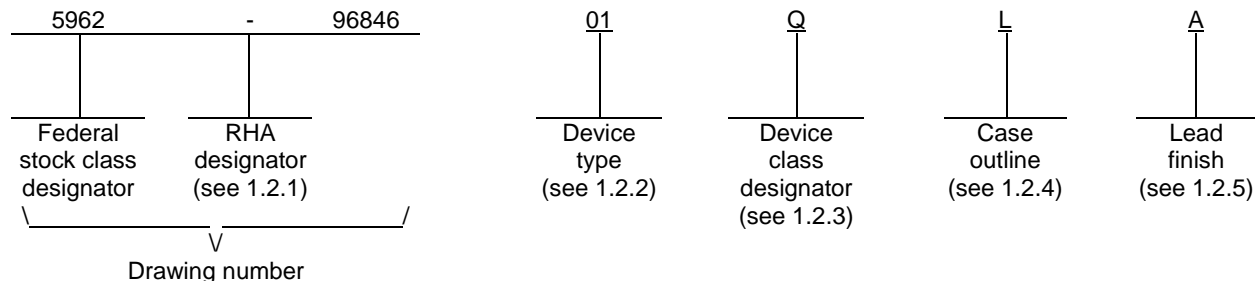 5962 - 96846 01 Q L A
Federal stock class designator
RHA designator (see 1.2.1)
Device type (see 1.2.2)
Device class designator (see 1.2.3)
Case outline (see 1.2.4)
Lead finish (see 1.2.5)
Drawing number